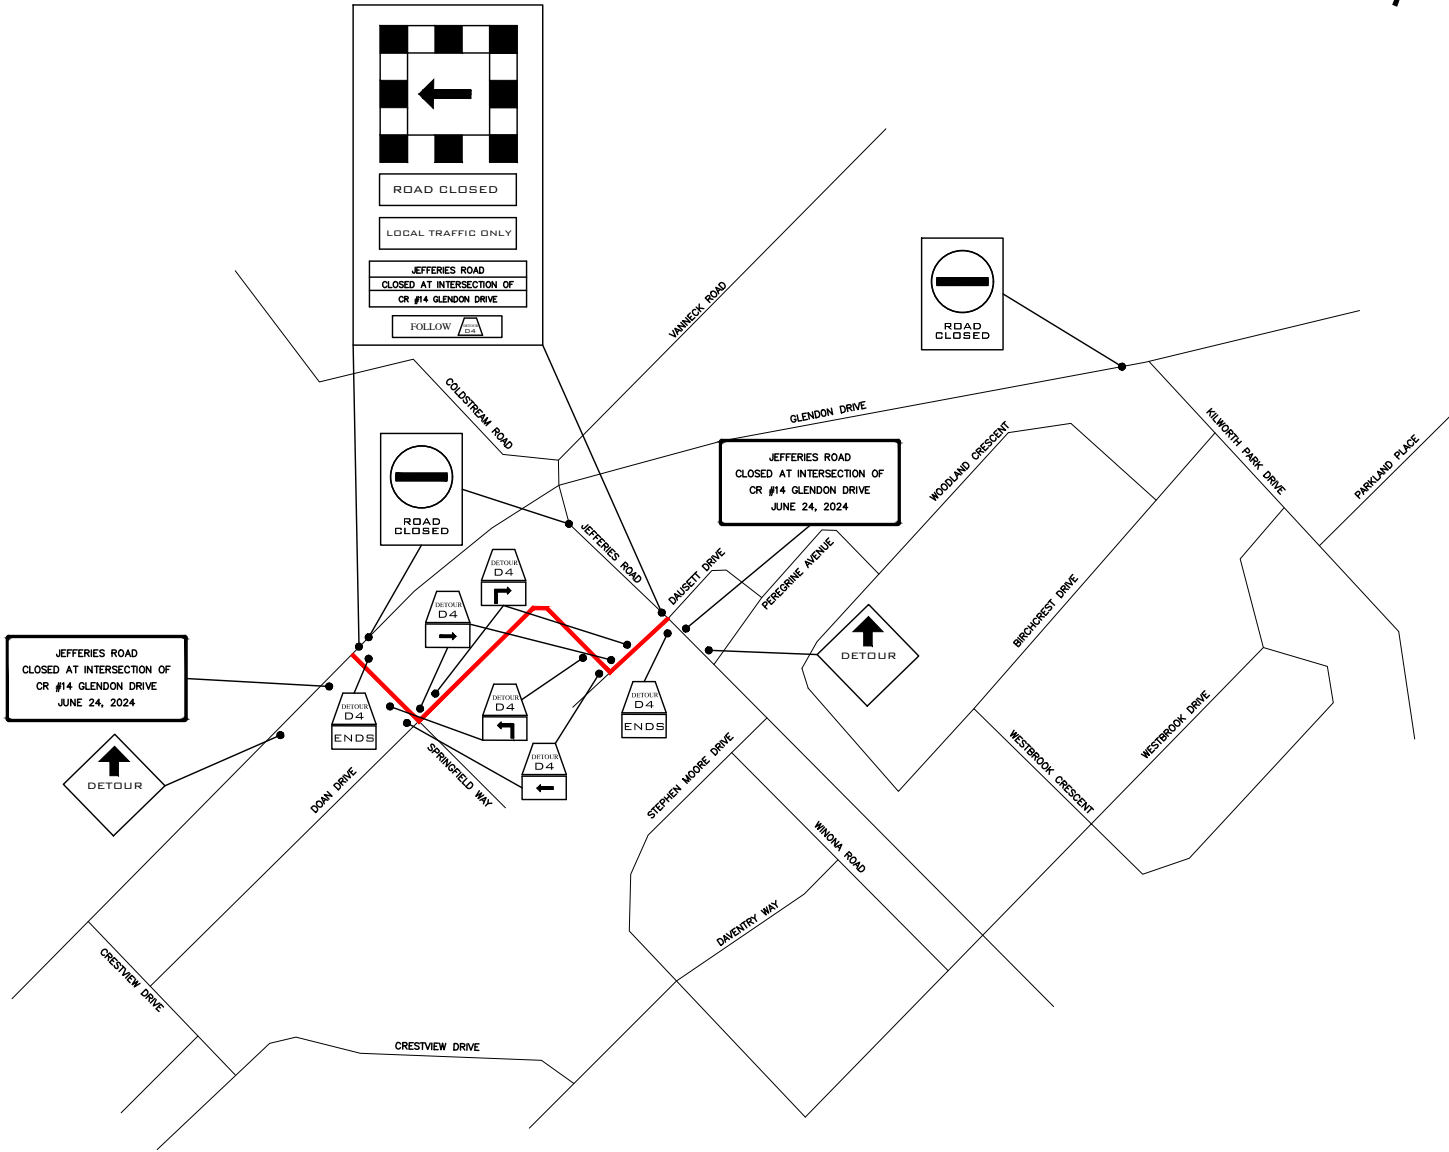 ROAD CLOSED
LOCAL TRAFFIC ONLY
JEFFERIES ROAD
CLOSED AT INTERSECTION OF
CR #14 GLENDON DRIVE
FOLLOW DETOUR D4
VANNECK ROAD
ROAD
CLOSED
COLDSTREAM ROAD
GLENDON DRIVE
KILWORTH PARK DRIVE
PARKLAND PLACE
WOODLAND CRESCENT
JEFFERIES ROAD
CLOSED AT INTERSECTION OF
CR #14 GLENDON DRIVE
JUNE 24, 2024
ROAD
CLOSED
JEFFERIES ROAD
DAUSETT DRIVE
PEREGRINE AVENUE
BIRCHCREST DRIVE
DETOUR
D4
DETOUR
D4
DETOUR
JEFFERIES ROAD
CLOSED AT INTERSECTION OF
CR #14 GLENDON DRIVE
JUNE 24, 2024
DETOUR
D4
ENDS
DETOUR
D4
DETOUR
D4
ENDS
DETOUR
D4
DETOUR
DOAN DRIVE
SPRINGFIELD WAY
STEPHEN MOORE DRIVE
WESTBROOK CRESCENT
WESTBROOK DRIVE
WINONA ROAD
DAVENTRY WAY
CRESTVIEW DRIVE
CRESTVIEW DRIVE